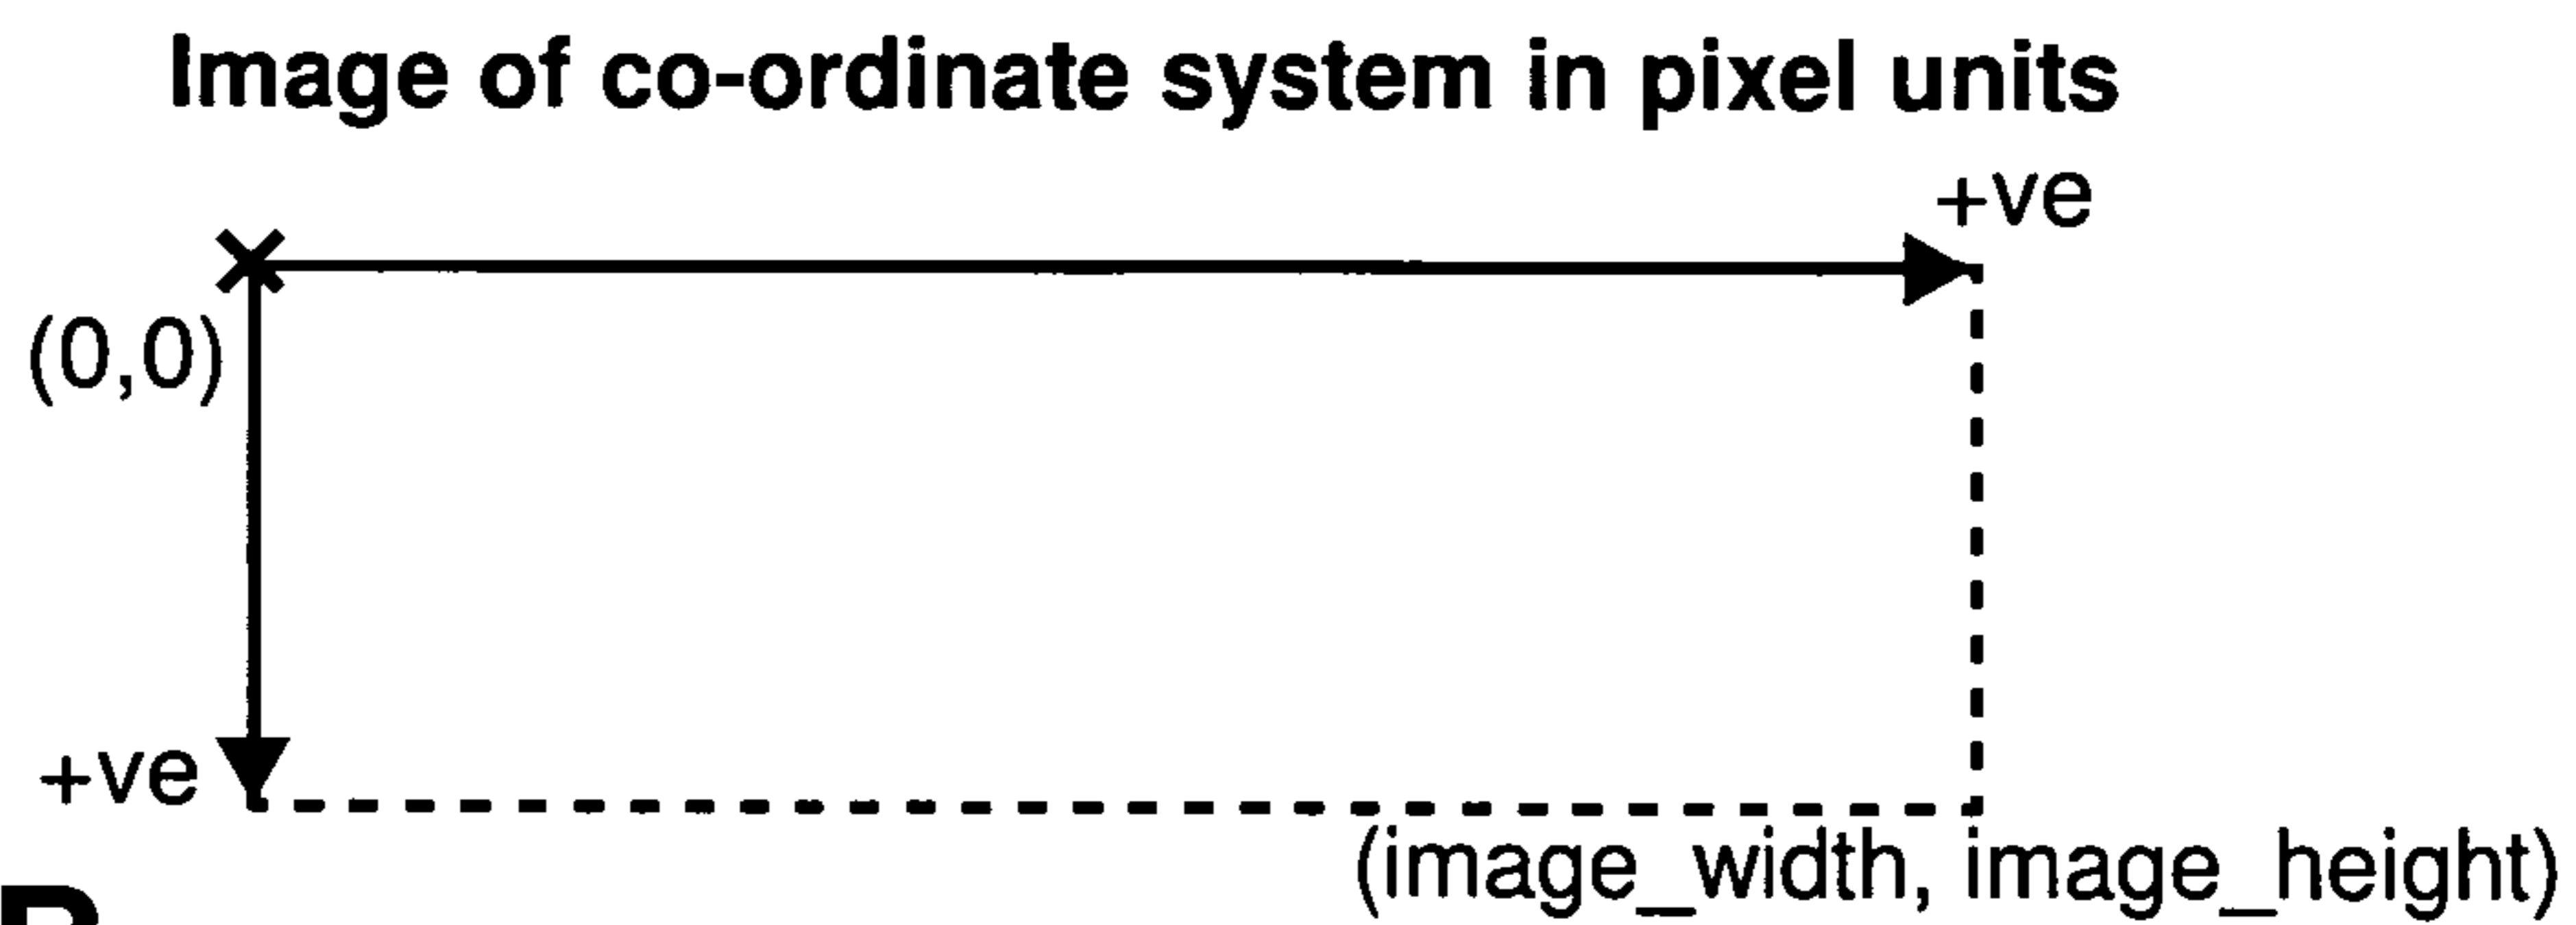 Image of co-ordinate system in pixel units
+ve
(0,0)
+ve
(image_width, image_height)